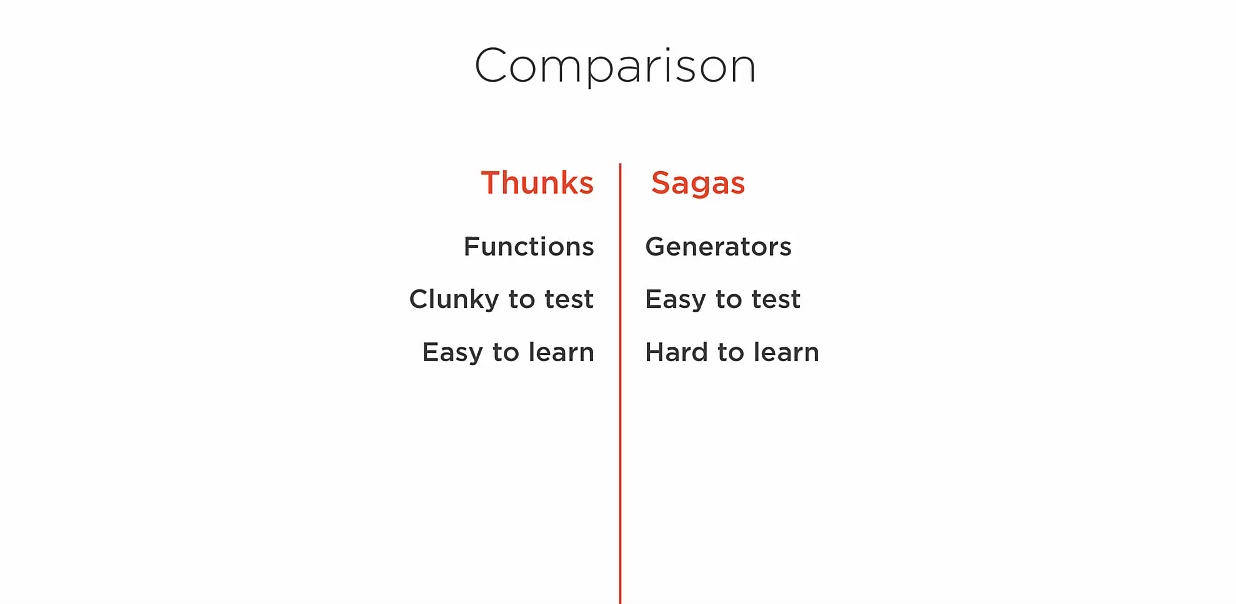 Comparison
Thunks
Functions
Clunky to test
Easy to learn
Sagas
Generators
Easy to test
Hard to learn